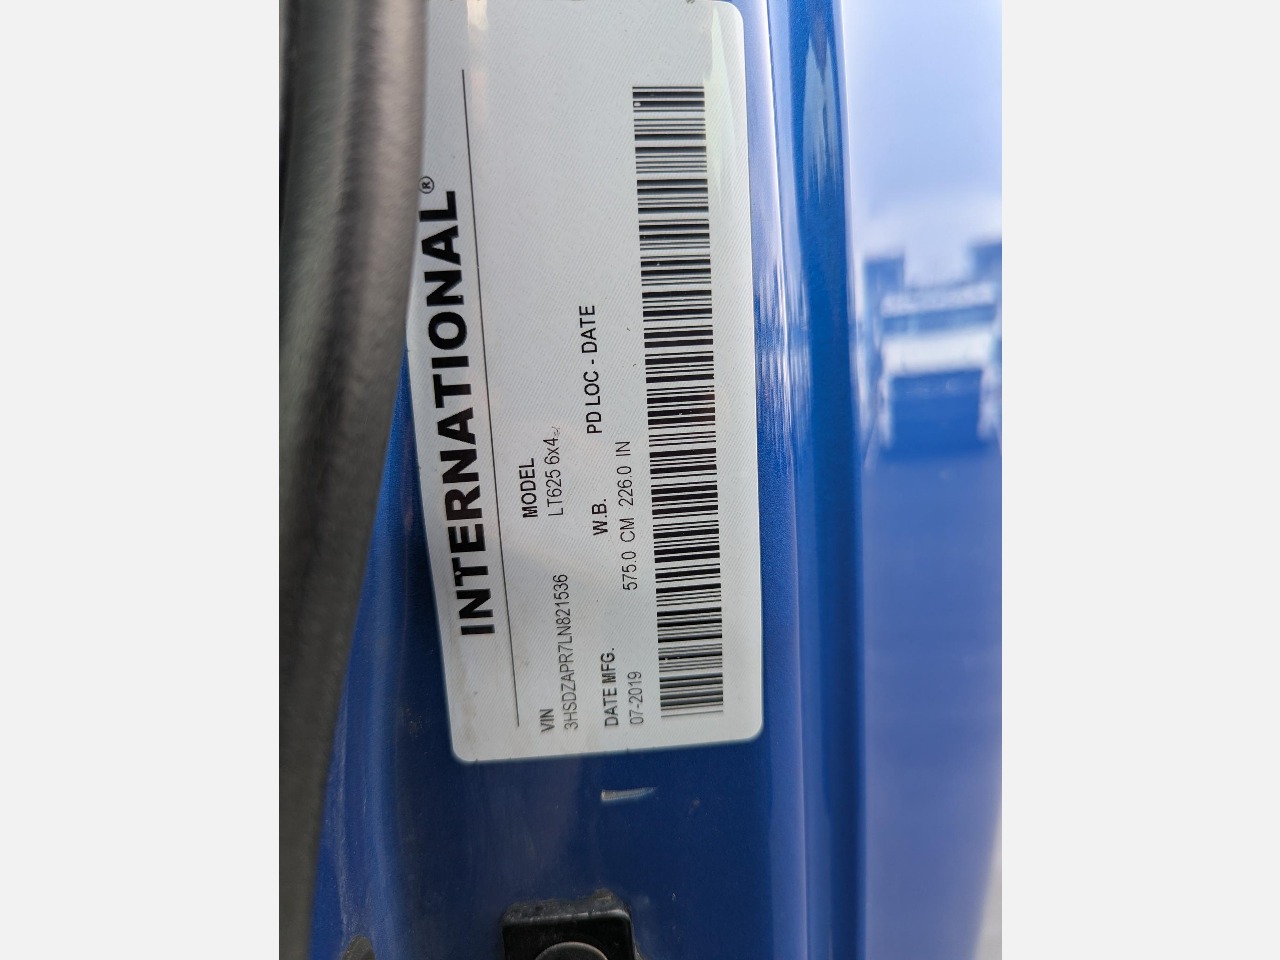 INTERNATIONAL®
VIN
3HSDZAPR7LN821536
MODEL
LT625 6x4
DATE MFG.
07-2019
W.B.
575.0 CM 226.0 IN
PD LOC - DATE